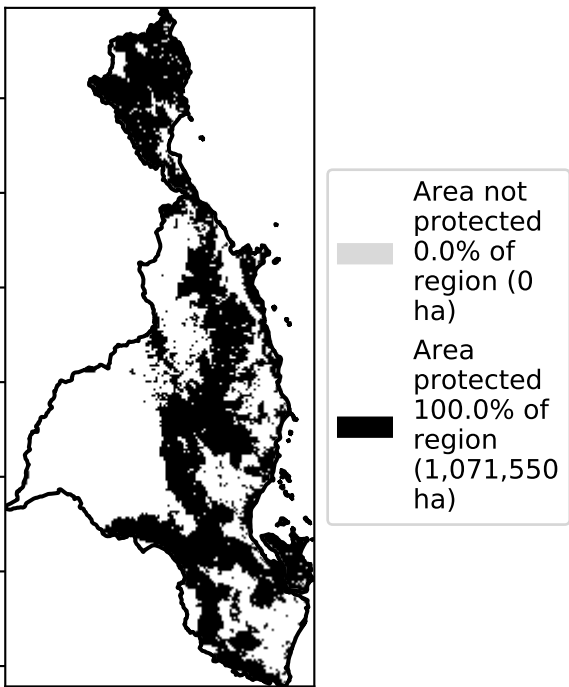 Area not
protected
0.0% of
region (0
ha)
Area
protected
100.0% of
region
(1,071,550
ha)